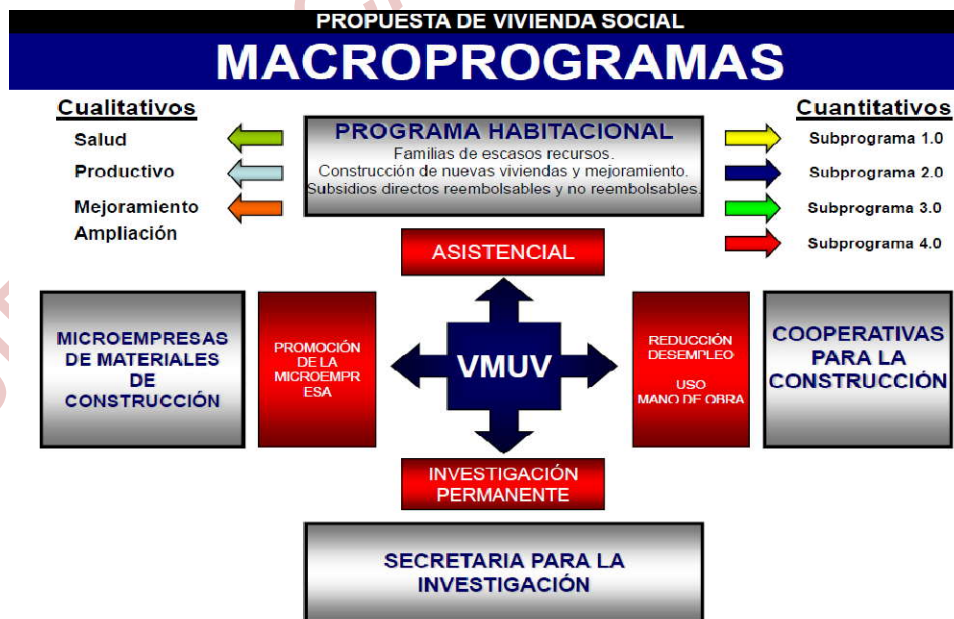 PROPUESTA DE VIVIENDA SOCIAL
MACROPROGRAMAS
Cualitativos
Salud
Productivo
Mejoramiento
Ampliación
PROGRAMA HABITACIONAL
Familias de escasos recursos.
Construcción de nuevas viviendas y mejoramiento.
Subsidios directos reembolsables y no reembolsables.
Cuantitativos
Subprograma 1.0
Subprograma 2.0
Subprograma 3.0
Subprograma 4.0
ASISTENCIAL
MICROEMPRESAS
DE MATERIALES
DE
CONSTRUCCIÓN
PROMOCIÓN
DE LA
MICROEMPR
ESA
VMUV
REDUCCIÓN
DESEMPLEO
USO
MANO DE OBRA
COOPERATIVAS
PARA LA
CONSTRUCCIÓN
INVESTIGACIÓN
PERMANENTE
SECRETARIA PARA LA
INVESTIGACIÓN